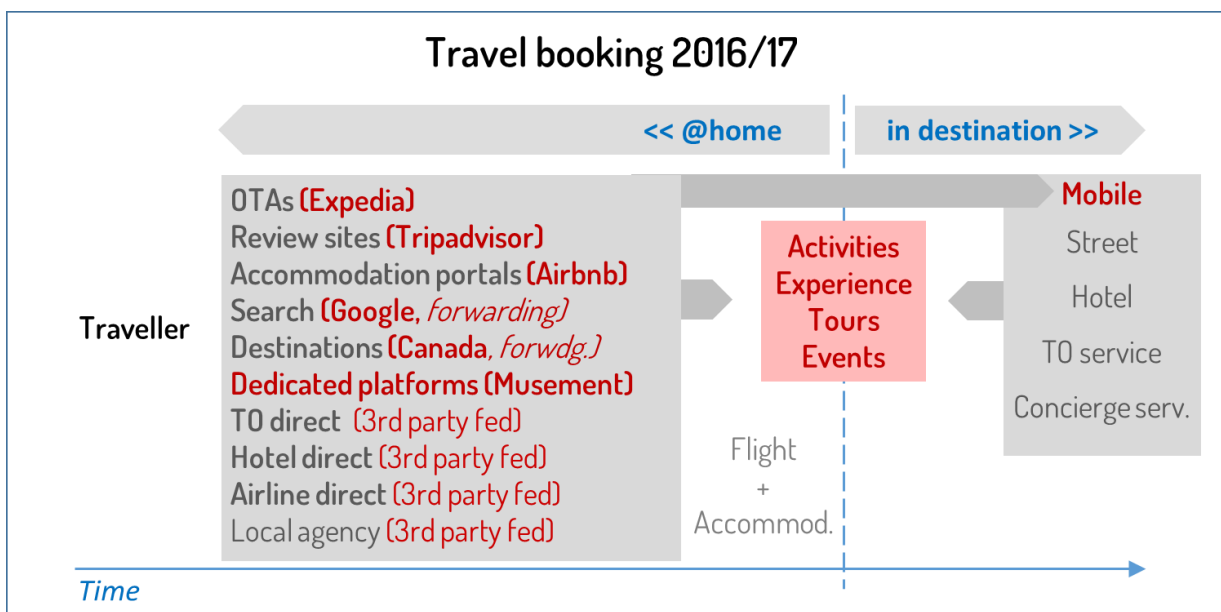 Travel booking 2016/17
<< @home
in destination >>
Traveller
OTAs (Expedia)
Review sites (Tripadvisor)
Accommodation portals (Airbnb)
Search (Google, forwarding)
Destinations (Canada, forwdg.)
Dedicated platforms (Musement)
TO direct (3rd party fed)
Hotel direct (3rd party fed)
Airline direct (3rd party fed)
Local agency (3rd party fed)
Activities
Experience
Tours
Events
Flight
+
Accommod.
Mobile
Street
Hotel
TO service
Concierge serv.
Time